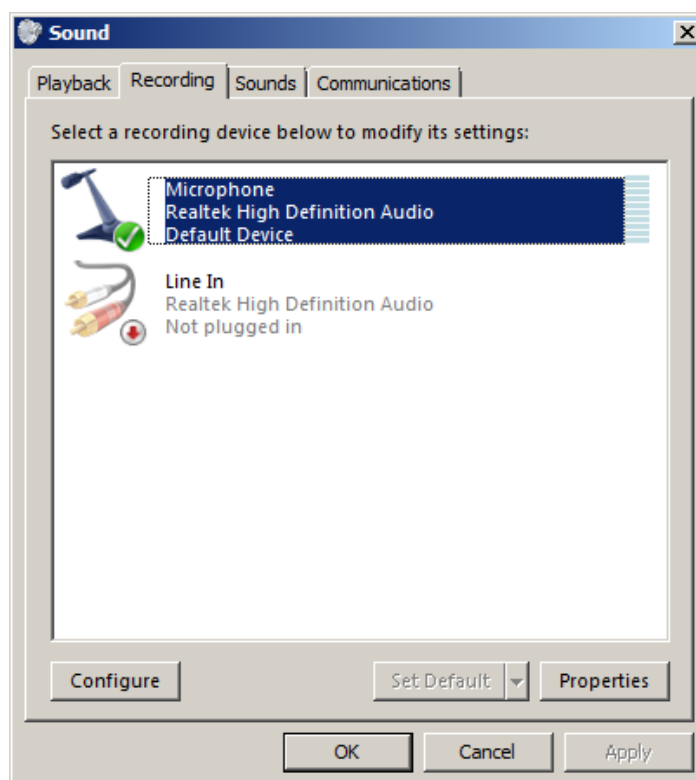 Sound
Playback Recording Sounds Communications
Select a recording device below to modify its settings:
Microphone
Realtek High Definition Audio
Default Device
Line In
Realtek High Definition Audio
Not plugged in
Configure Set Default Properties
OK Cancel Apply